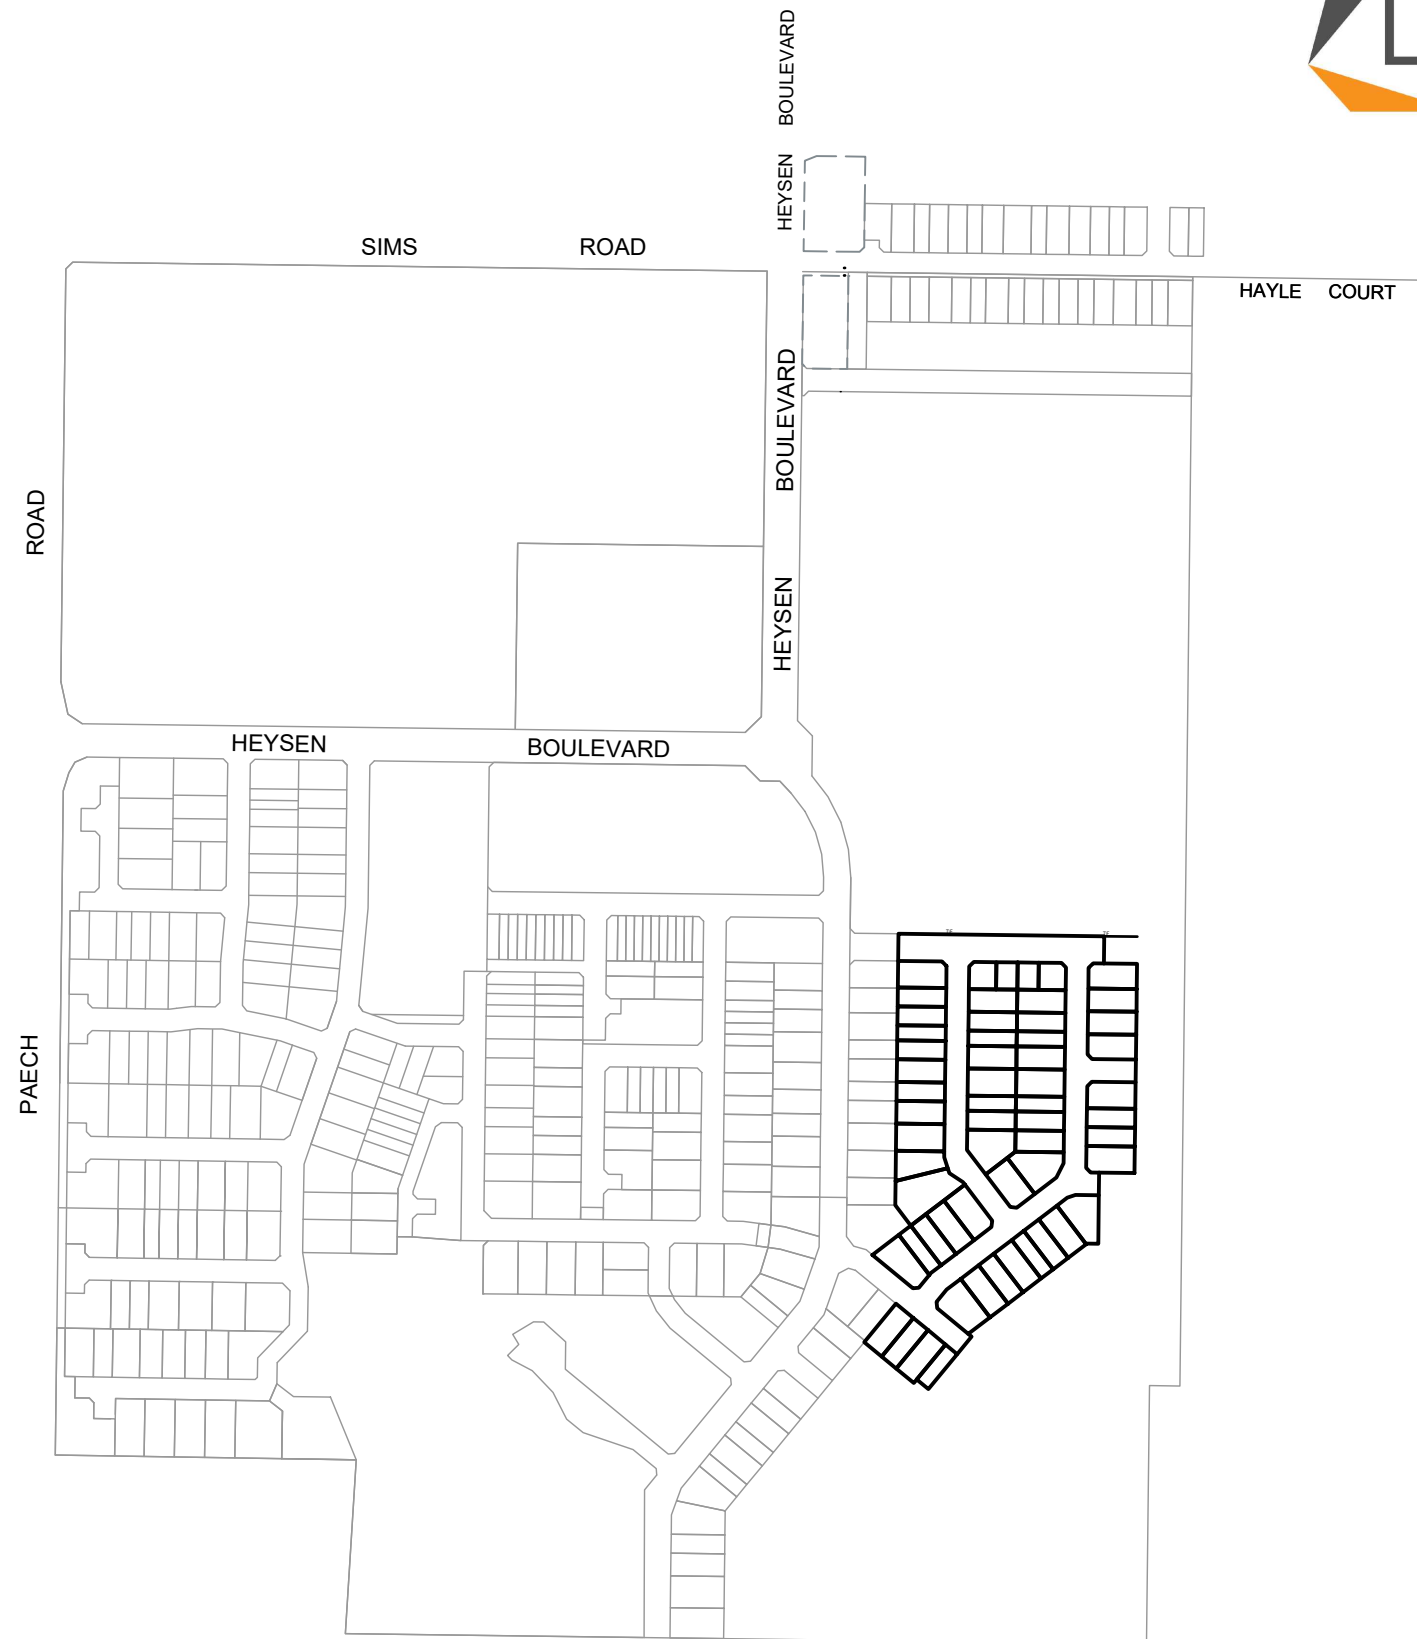 BOULEVARD
HEYSEN
SIMS ROAD
HAYLE COURT
BOULEVARD
HEYSEN
ROAD
HEYSEN BOULEVARD
PAECH